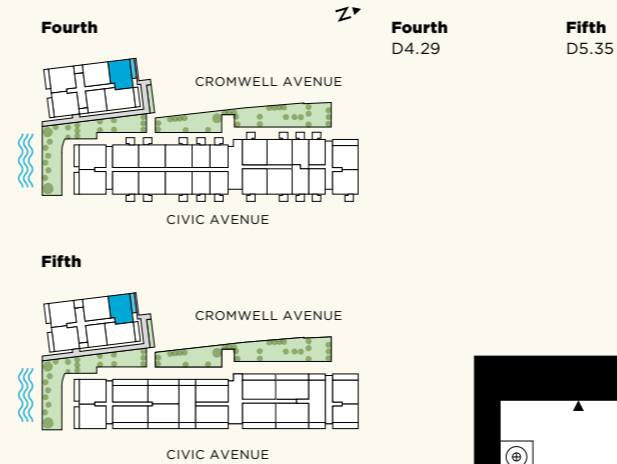 N
Fourth
CROMWELL AVENUE
CIVIC AVENUE
Fifth
CROMWELL AVENUE
CIVIC AVENUE
Fourth
D4.29
Fifth
D5.35